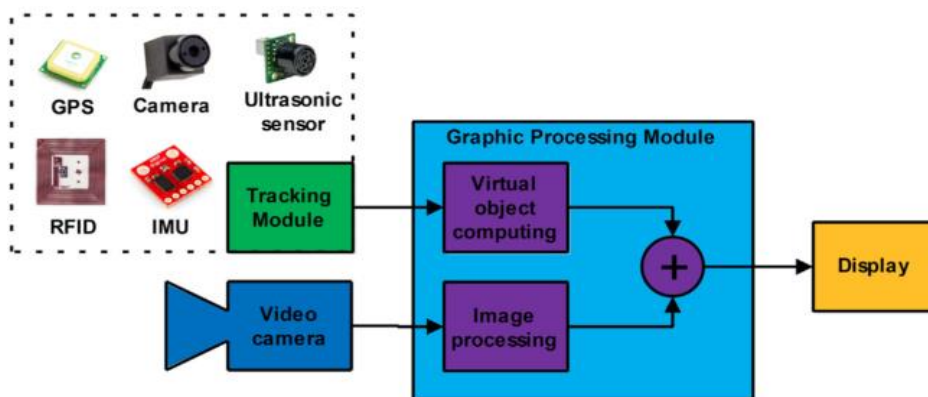 GPS
Camera
Ultrasonic
sensor
RFID
IMU
Tracking
Module
Graphic Processing Module
Virtual
object
computing
+
Display
Video
camera
Image
processing